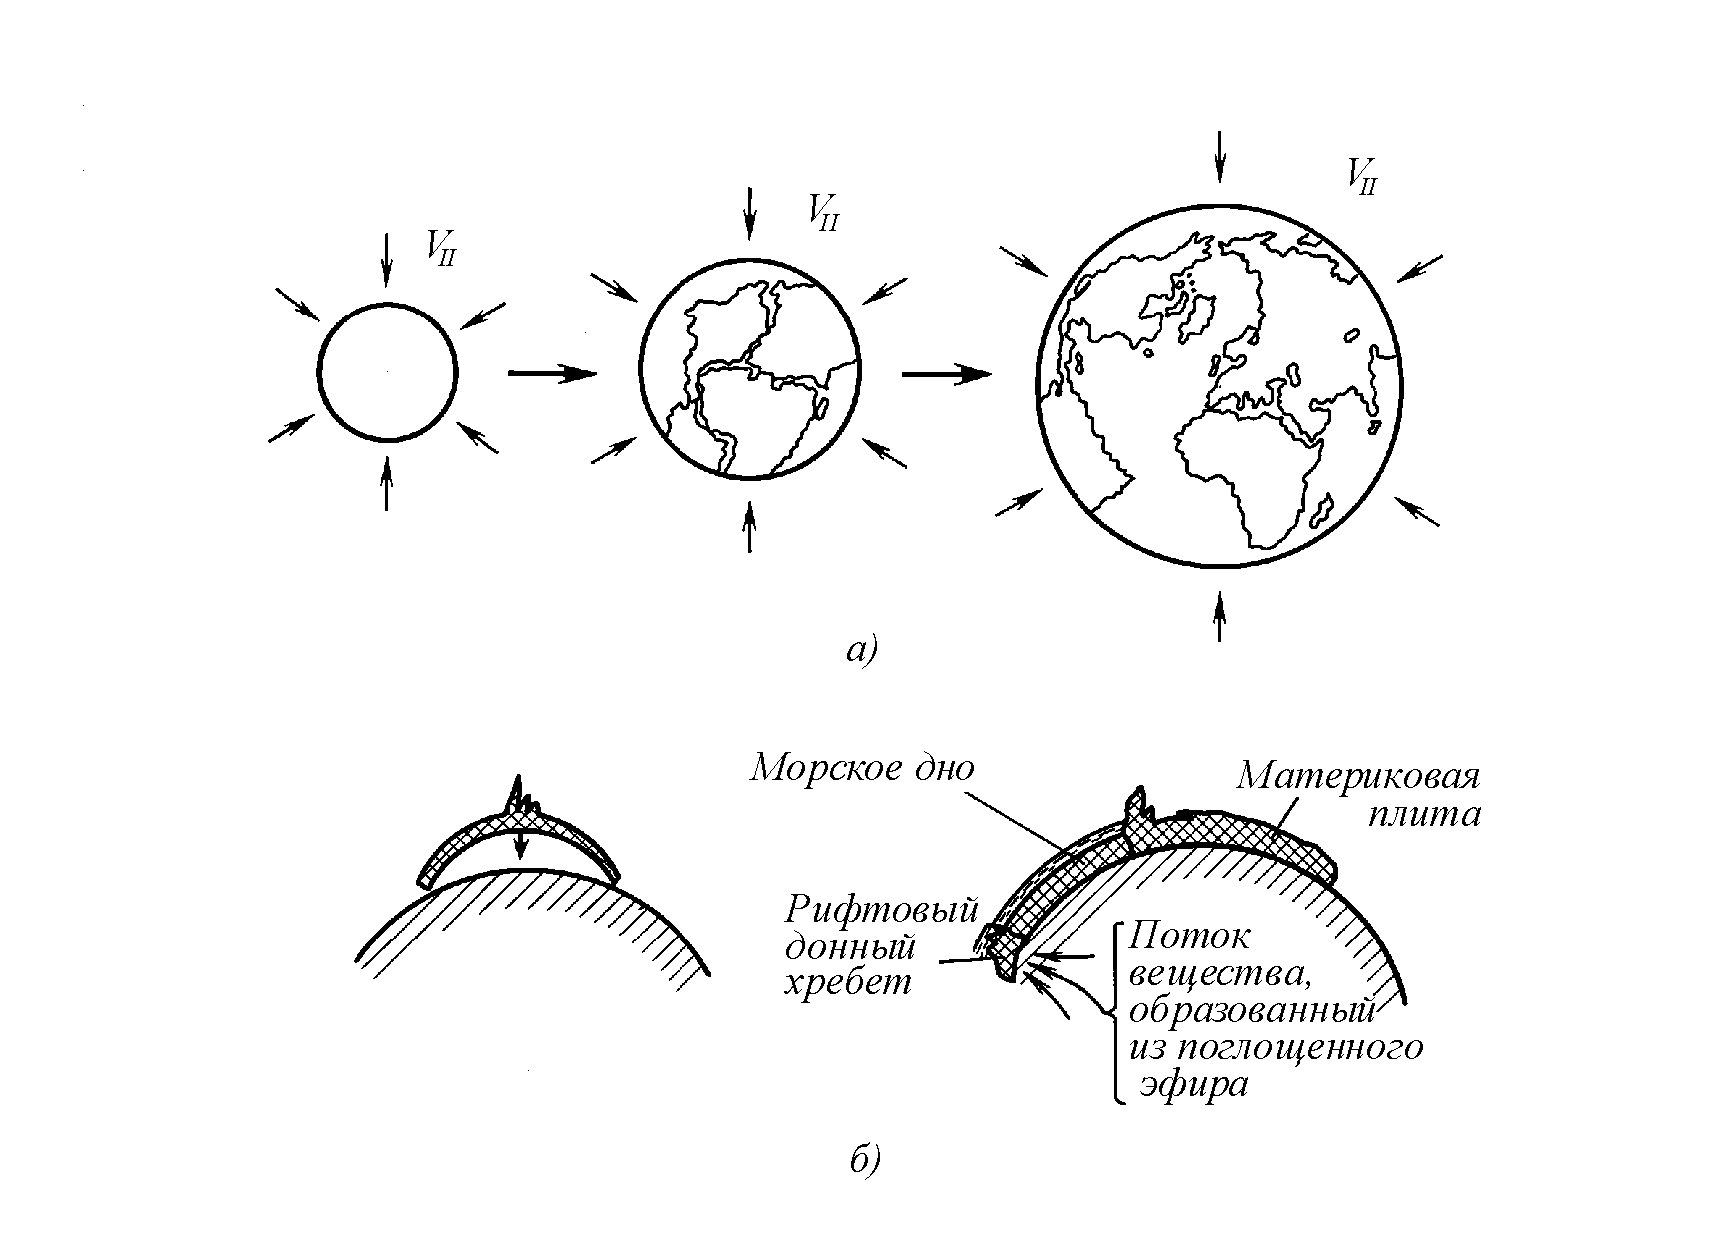 V_II
V_II
V_II
а)
Морское дно
Материковая
плита
Рифтовый
донный
хребет
Поток
вещества,
образованный
из поглощенного
эфира
б)